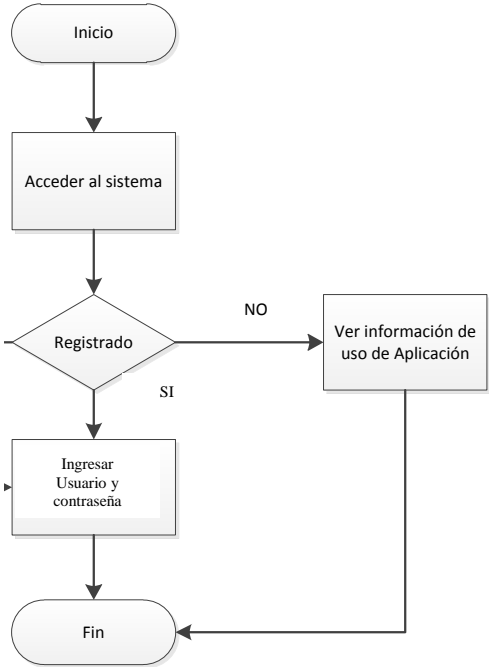 Inicio
Acceder al sistema
NO
Registrado
Ver información de
uso de Aplicación
SI
Ingresar
Usuario y
contraseña
Fin